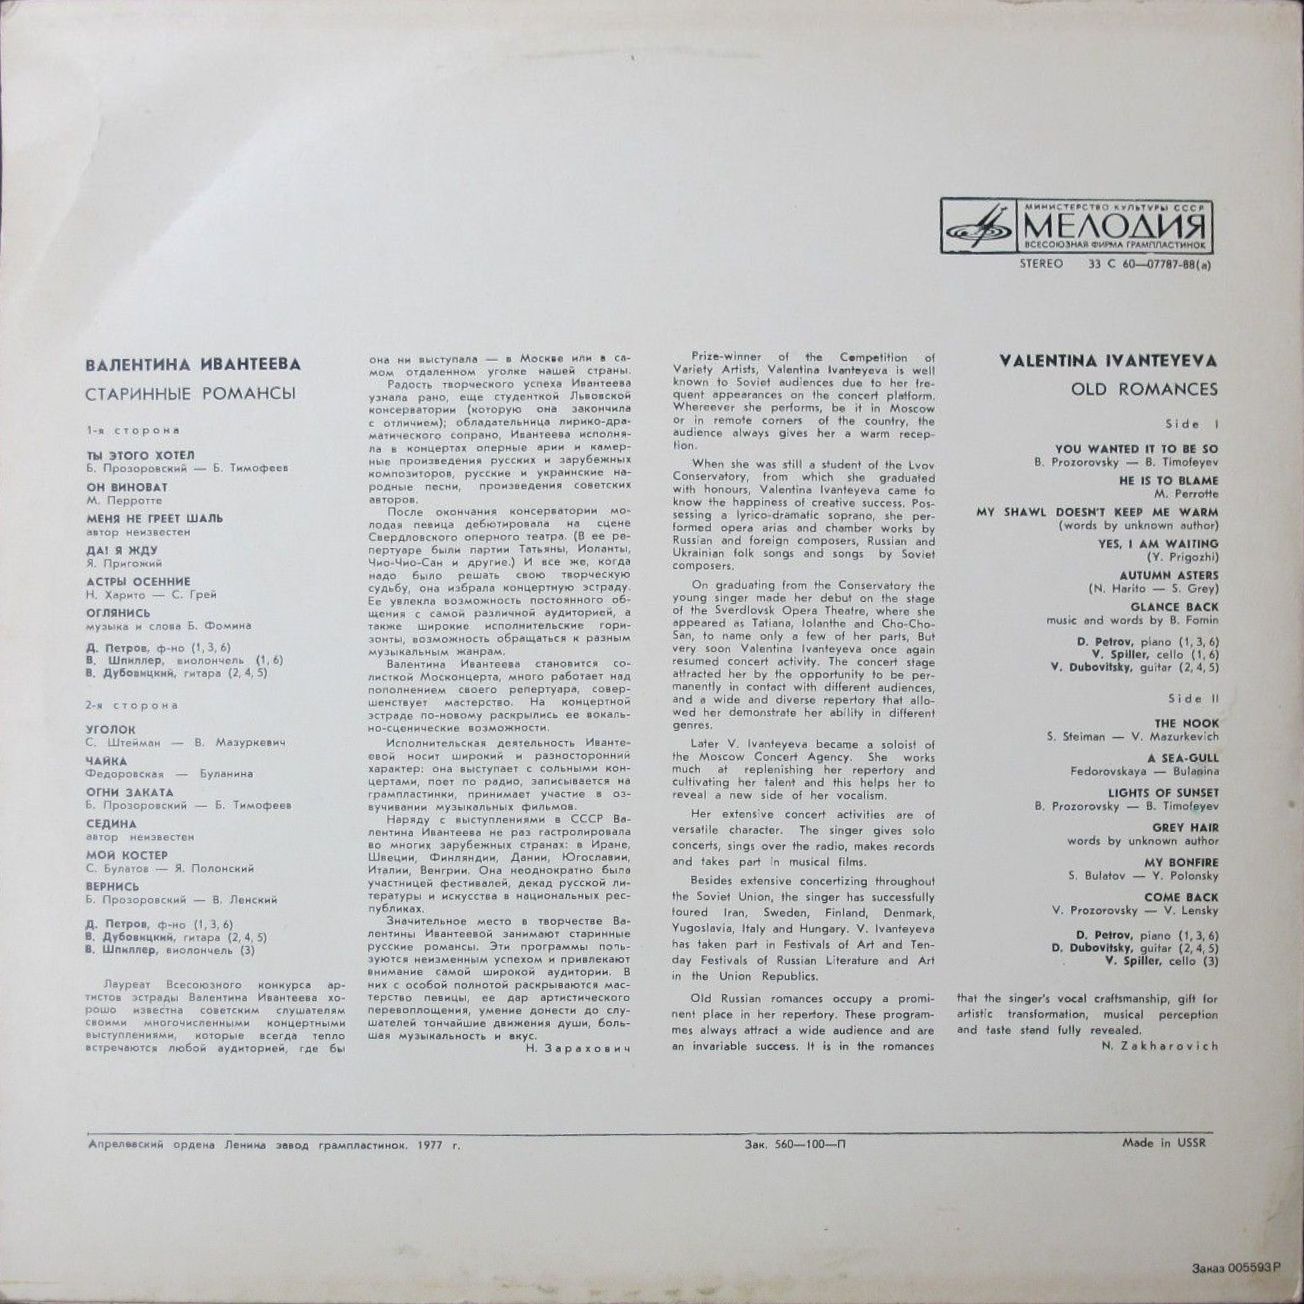 МИНИСТЕРСТВО КУЛЬТУРЫ СССР
МЕЛОДИЯ
ВСЕСОЮЗНАЯ ФИРМА ГРАМПЛАСТИНОК
STEREO 33 С 60—07787-88(а)
ВАЛЕНТИНА ИВАНТЕЕВА
СТАРИННЫЕ РОМАНСЫ
1-я сторона
ТЫ ЭТОГО ХОТЕЛ
Б. Прозоровский — Б. Тимофеев
ОН ВИНОВАТ
М. Перротте
МЕНЯ НЕ ГРЕЕТ ШАЛЬ
автор неизвестен
ДА! Я ЖДУ
Я. Пригожий
АСТРЫ ОСЕННИЕ
Н. Харито — С. Грей
ОГЛЯНИСЬ
музыка и слова Б. Фомина
Д. Петров, ф-но (1, 3, 6)
В. Шпиллер, виолончель (1, 6)
В. Дубовицкий, гитара (2, 4, 5)
2-я сторона
УГОЛОК
С. Штейман — В. Мазуркевич
ЧАЙКА
Федоровская — Буланина
ОГНИ ЗАКАТА
Б. Прозоровский — Б. Тимофеев
СЕДИНА
автор неизвестен
МОЙ КОСТЕР
С. Булатов — Я. Полонский
ВЕРНИСЬ
Б. Прозоровский — В. Ленский
Д. Петров, ф-но (1, 3, 6)
В. Дубовицкий, гитара (2, 4, 5)
В. Шпиллер, виолончель (3)
Лауреат Всесоюзного конкурса ар-
тистов эстрады Валентина Ивантеева хо-
рошо известна советским слушателям
своими многочисленными концертными
выступлениями, которые всегда тепло
встречаются любой аудиторией, где бы
она ни выступала — в Москве или в са-
мом отдаленном уголке нашей страны.
Радость творческого успеха Ивантеева
узнала рано, еще студенткой Львовской
консерватории (которую она закончила
с отличием); обладательница лирико-дра-
матического сопрано, Ивантеева исполня-
ла в концертах оперные арии и камер-
ные произведения русских и зарубежных
композиторов, русские и украинские на-
родные песни, произведения советских
авторов.
После окончания консерватории мо-
лодая певица дебютировала на сцене
Свердловского оперного театра. (В ее ре-
пертуаре были партии Татьяны, Иоланты,
Чио-Чио-Сан и другие.) И все же, когда
надо было решать свою творческую
судьбу, она избрала концертную эстраду.
Ее увлекла возможность постоянного об-
щения с самой различной аудиторией, а
также широкие исполнительские гори-
зонты, возможность обращаться к разным
музыкальным жанрам.
Валентина Ивантеева становится со-
листкой Москонцерта, много работает над
пополнением своего репертуара, совер-
шенствует мастерство. На концертной
эстраде по-новому раскрылись ее вокаль-
но-сценические возможности.
Исполнительская деятельность Иванте-
евой носит широкий и разносторонний
характер: она выступает с сольными кон-
цертами, поет по радио, записывается на
грампластинки, принимает участие в оз-
вучивании музыкальных фильмов.
Наряду с выступлениями в СССР Ва-
лентина Ивантеева не раз гастролировала
во многих зарубежных странах: в Иране,
Швеции, Финляндии, Дании, Югославии,
Италии, Венгрии. Она неоднократно была
участницей фестивалей, декад русской ли-
тературы и искусства в национальных рес-
публиках.
Значительное место в творчестве Ва-
лентины Ивантеевой занимают старинные
русские романсы. Эти программы поль-
зуются неизменным успехом и привлекают
внимание самой широкой аудитории. В
них с особой полнотой раскрываются мас-
терство певицы, ее дар артистического
перевоплощения, умение донести до слу-
шателей тончайшие движения души, боль-
шая музыкальность и вкус.
Н. Зарахович
Prize-winner of the Competition of
Variety Artists, Valentina Ivanteyeva is well
known to Soviet audiences due to her fre-
quent appearances on the concert platform.
Whereever she performs, be it in Moscow
or in remote corners of the country, the
audience always gives her a warm recep-
tion.
When she was still a student of the Lvov
Conservatory, from which she graduated
with honours, Valentina Ivanteyeva came to
know the happiness of creative success. Pos-
sessing a lyrico-dramatic soprano, she per-
formed opera arias and chamber works by
Russian and foreign composers, Russian and
Ukrainian folk songs and songs by Soviet
composers.
On graduating from the Conservatory the
young singer made her debut on the stage
of the Sverdlovsk Opera Theatre, where she
appeared as Tatiana, Iolanthe and Cho-Cho-
San, to name only a few of her parts, But
very soon Valentina Ivanteyeva once again
resumed concert activity. The concert stage
attracted her by the opportunity to be per-
manently in contact with different audiences,
and a wide and diverse repertory that allo-
wed her demonstrate her ability in different
genres.
Later V. Ivanteyeva became a soloist of
the Moscow Concert Agency. She works
much at replenishing her repertory and
cultivating her talent and this helps her to
reveal a new side of her vocalism.
Her extensive concert activities are of
versatile character. The singer gives solo
concerts, sings over the radio, makes records
and takes part in musical films.
Besides extensive concertizing throughout
the Soviet Union, the singer has successfully
toured Iran, Sweden, Finland, Denmark,
Yugoslavia, Italy and Hungary. V. Ivanteyeva
has taken part in Festivals of Art and Ten-
day Festivals of Russian Literature and Art
in the Union Republics.
Old Russian romances occupy a promi-
nent place in her repertory. These program-
mes always attract a wide audience and are
an invariable success. It is in the romances
VALENTINA IVANTEYEVA
OLD ROMANCES
Side I
YOU WANTED IT TO BE SO
B. Prozorovsky — B. Timofeyev
HE IS TO BLAME
M. Perrotte
MY SHAWL DOESN'T KEEP ME WARM
(words by unknown author)
YES, I AM WAITING
(Y. Prigozhi)
AUTUMN ASTERS
(N. Harito — S. Grey)
GLANCE BACK
music and words by B. Fomin
D. Petrov, piano (1, 3, 6)
V. Spiller, cello (1, 6)
V. Dubovitsky, guitar (2, 4, 5)
Side II
THE NOOK
S. Steiman — V. Mazurkevich
A SEA-GULL
Fedorovskaya — Bulanina
LIGHTS OF SUNSET
B. Prozorovsky — B. Timofeyev
GREY HAIR
words by unknown author
MY BONFIRE
S. Bulatov — Y. Polonsky
COME BACK
V. Prozorovsky — V. Lensky
D. Petrov, piano (1, 3, 6)
D. Dubovitsky, guitar (2, 4, 5)
V. Spiller, cello (3)
that the singer's vocal craftsmanship, gift for
artistic transformation, musical perception
and taste stand fully revealed.
N. Zakharovich
Апрелевский ордена Ленина завод грампластинок. 1977 г.
Зак. 560—100—П
Made in USSR
Заказ 005593Р